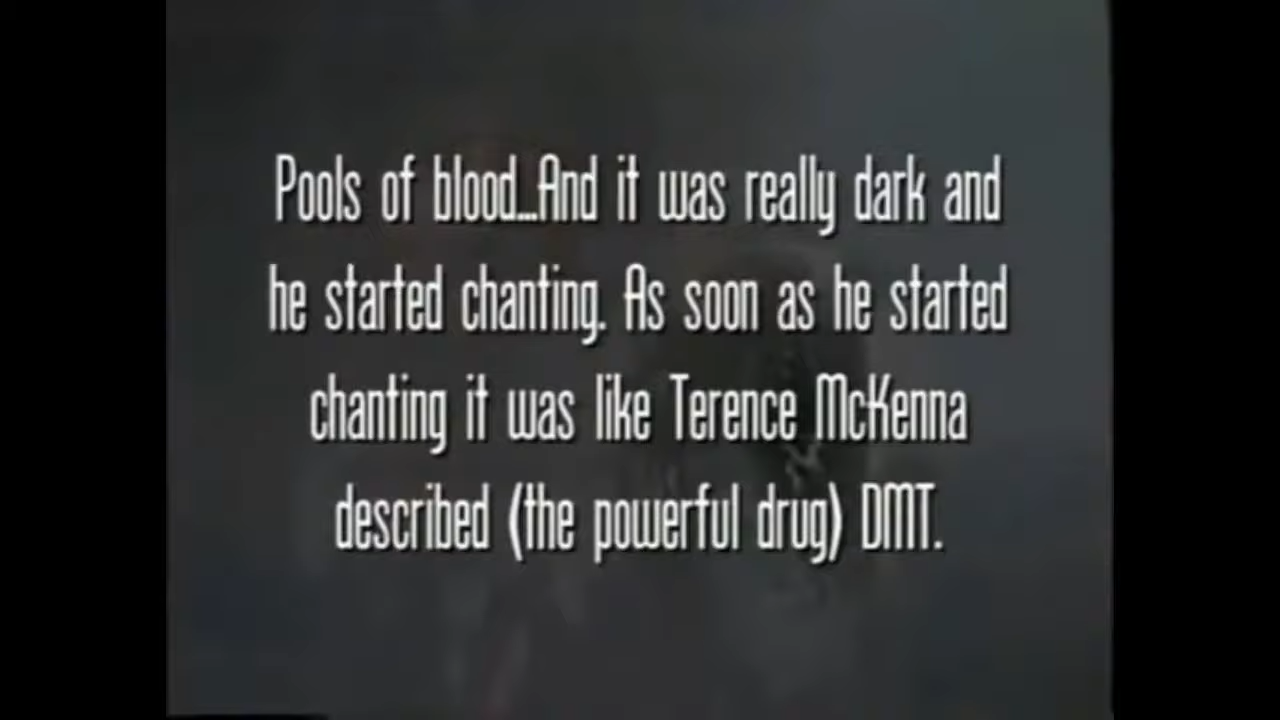 Pools of blood...And it was really dark and
he started chanting. As soon as he started
chanting it was like Terence McKenna
described (the powerful drug) DMT.